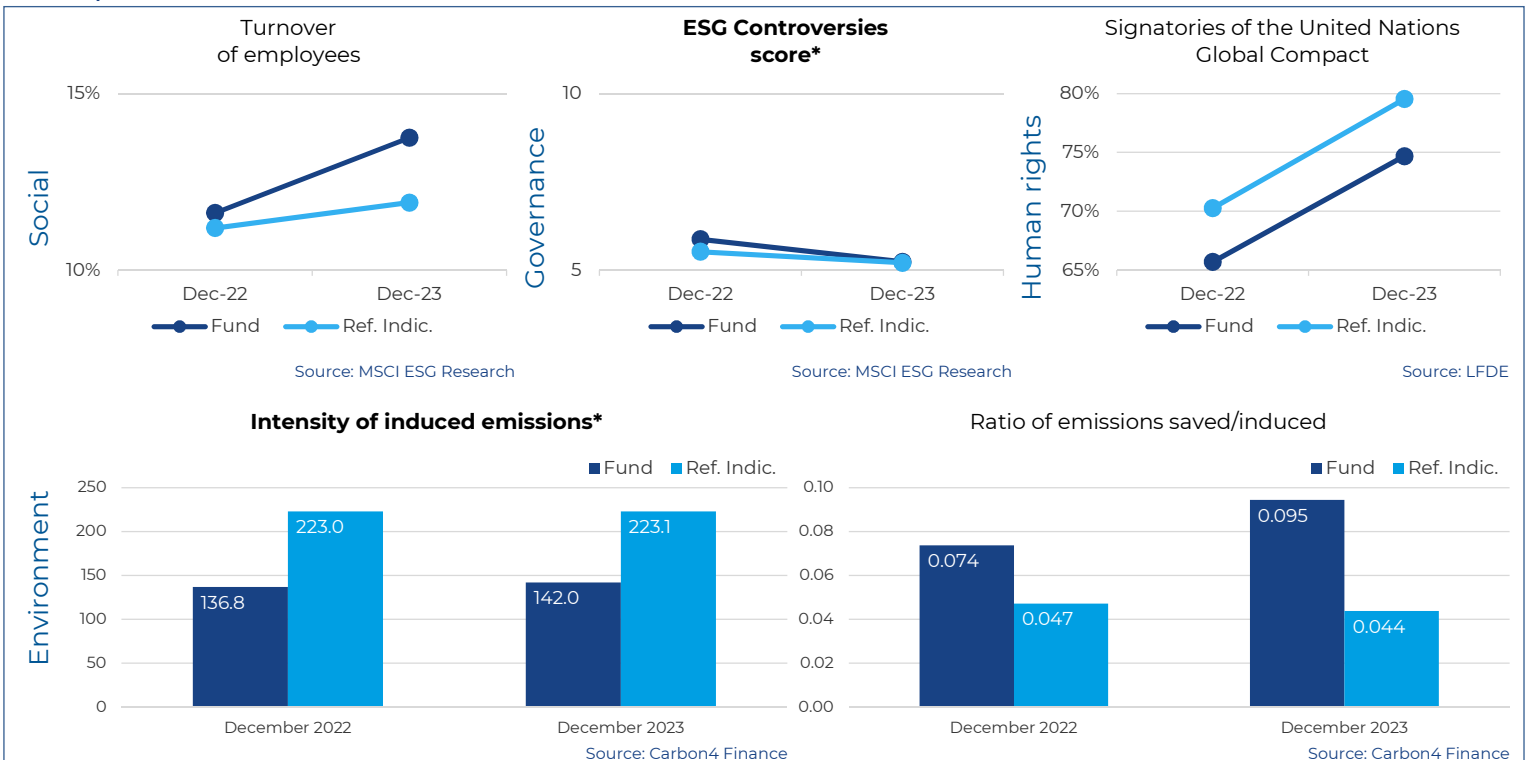 Turnover
of employees
15%
10%
Social
Dec-22
Dec-23
Fund
Ref. Indic.
Source: MSCI ESG Research
ESG Controversies
score*
10
5
Governance
Dec-22
Dec-23
Fund
Ref. Indic.
Source: MSCI ESG Research
Signatories of the United Nations
Global Compact
80%
75%
70%
65%
Human rights
Dec-22
Dec-23
Fund
Ref. Indic.
Source: LFDE
Environment
Intensity of induced emissions*
Fund
Ref. Indic.
250
200
150
100
50
0
136.8
223.0
142.0
223.1
December 2022
December 2023
Source: Carbon4 Finance
Ratio of emissions saved/induced
Fund
Ref. Indic.
0.10
0.08
0.06
0.04
0.02
0.00
0.074
0.047
0.095
0.044
December 2022
December 2023
Source: Carbon4 Finance